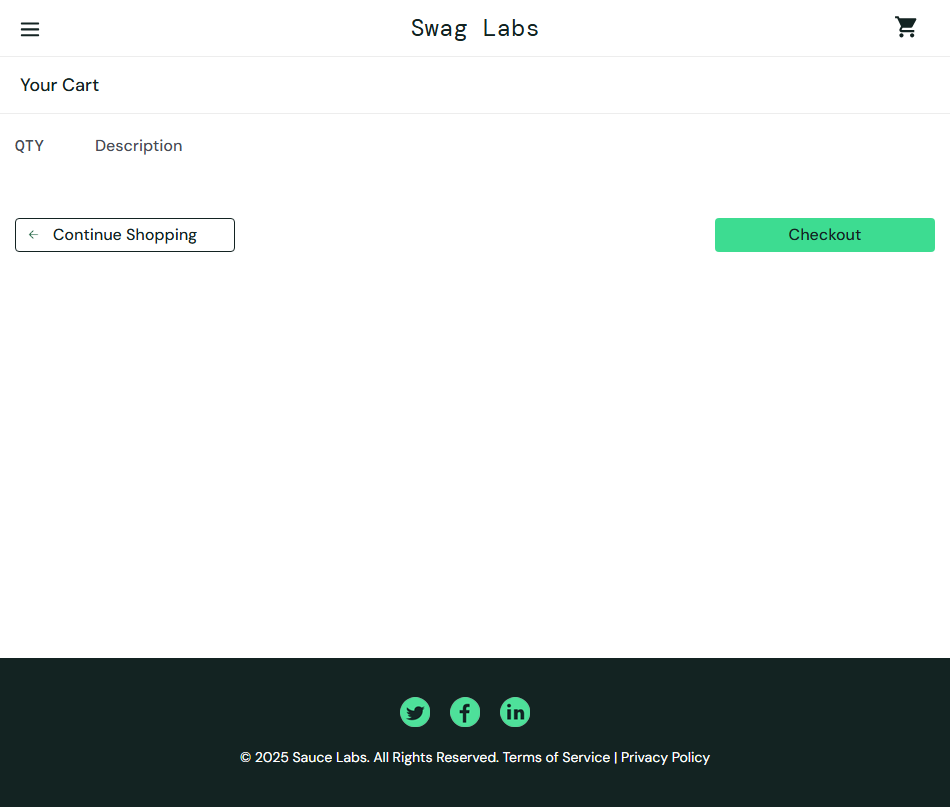 Swag Labs
Your Cart
QTY Description
Continue Shopping Checkout
© 2025 Sauce Labs. All Rights Reserved. Terms of Service | Privacy Policy